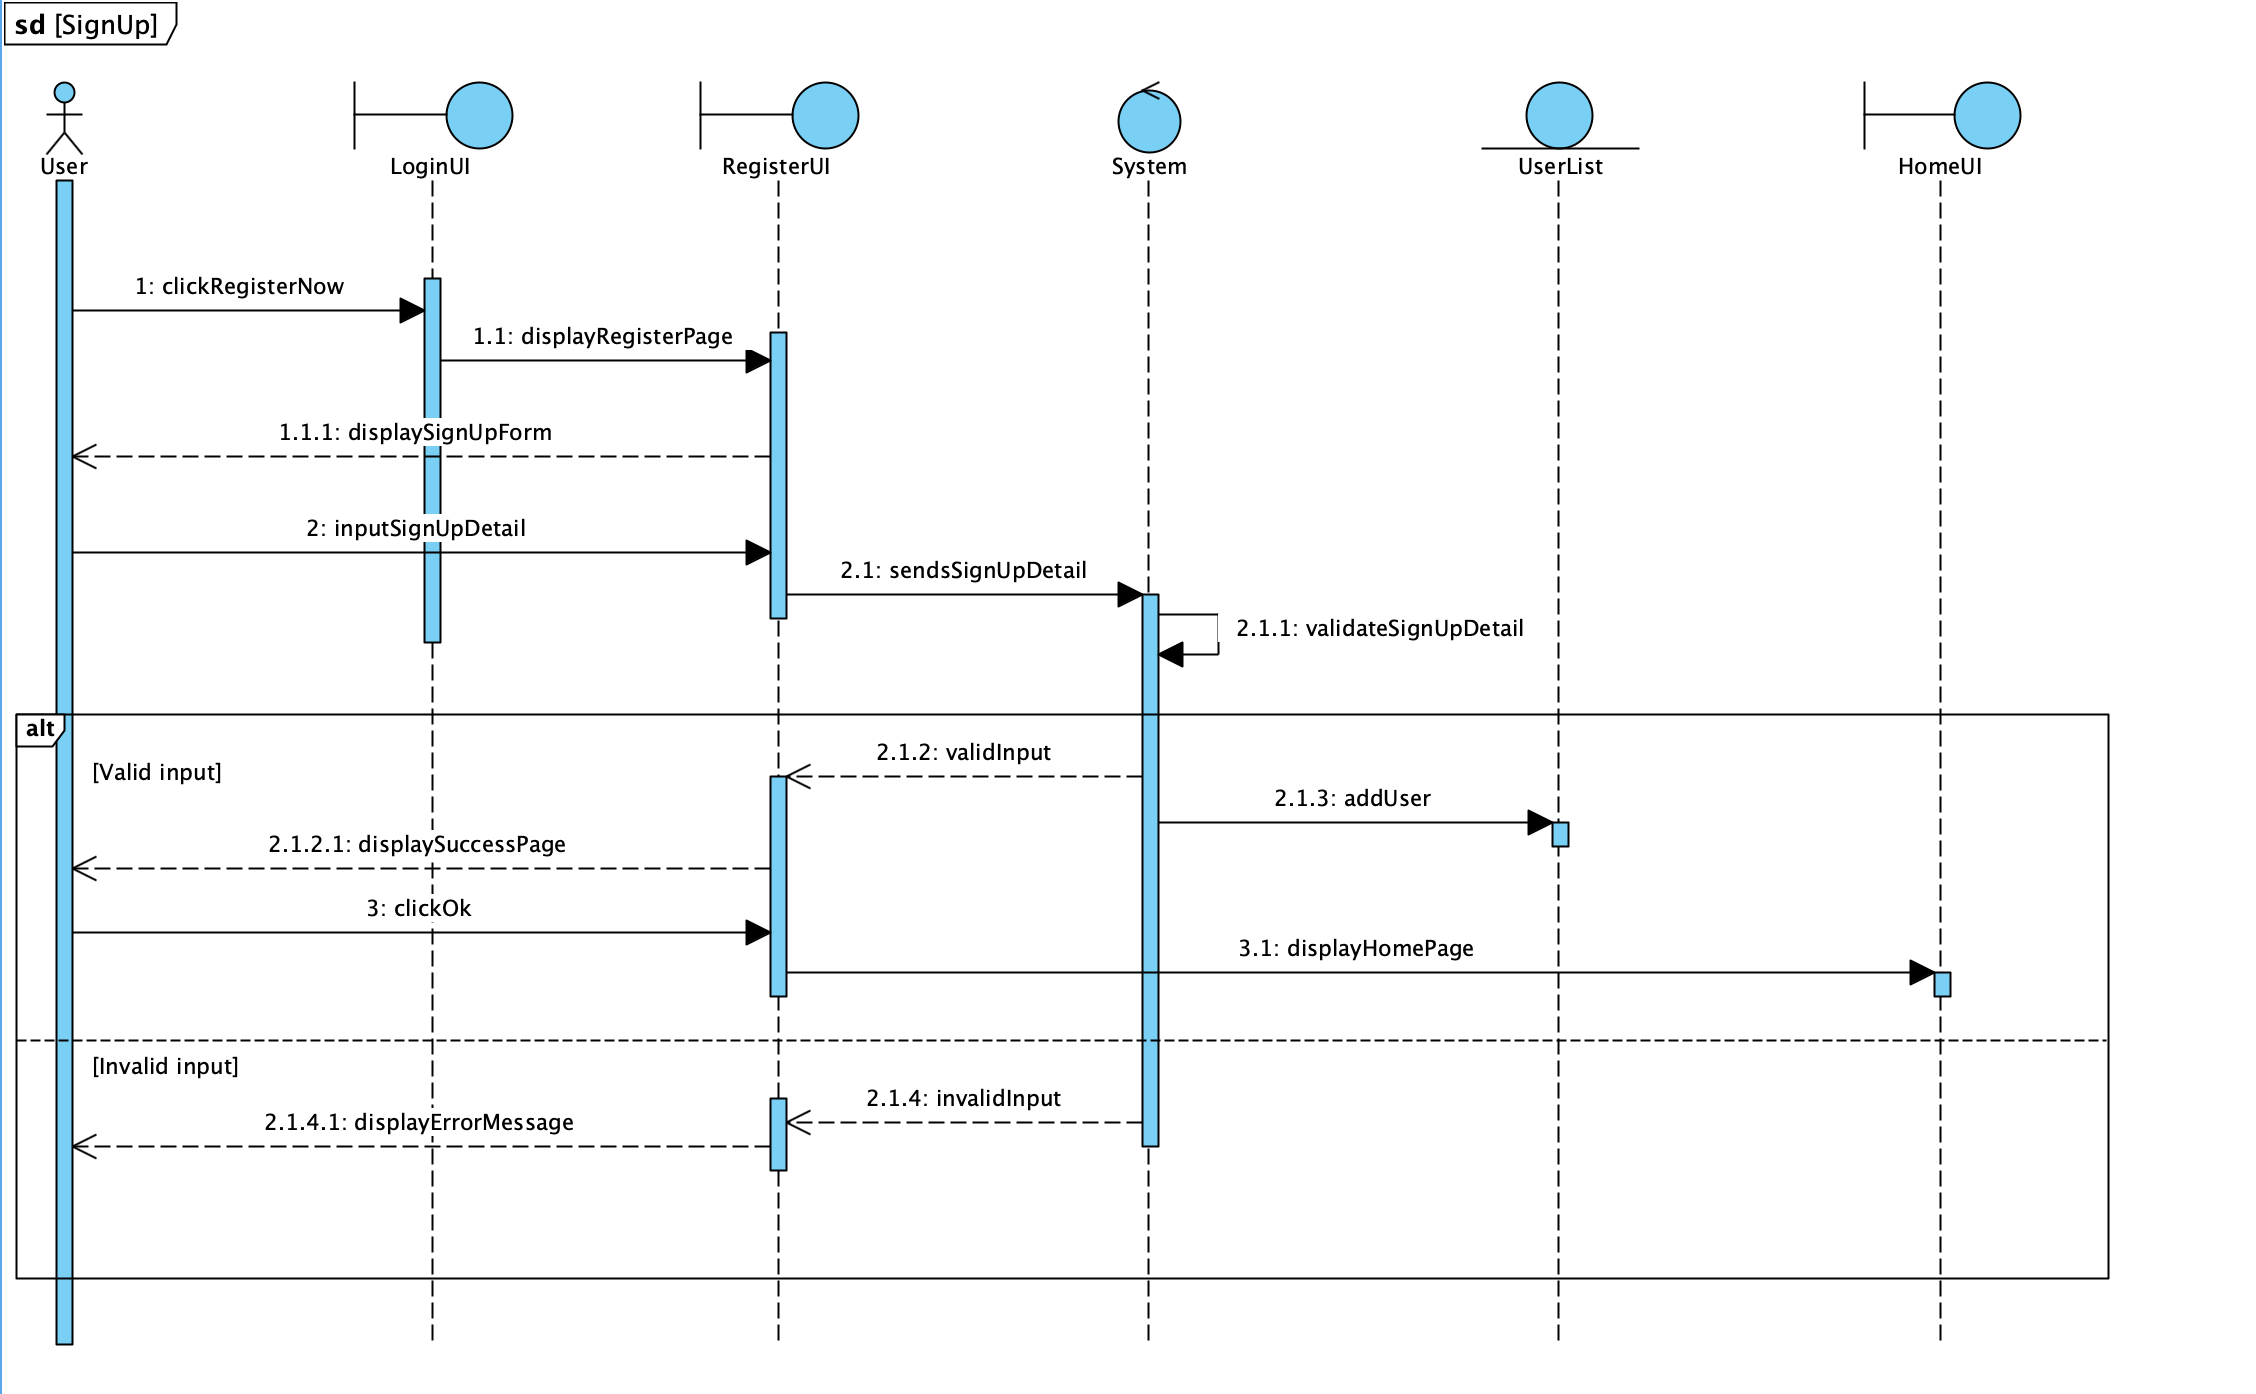 sd [SignUp]
User
LoginUI
RegisterUI
System
UserList
HomeUI
1: clickRegisterNow
1.1: displayRegisterPage
1.1.1: displaySignUpForm
2: inputSignUpDetail
2.1: sendsSignUpDetail
2.1.1: validateSignUpDetail
alt
[Valid input]
2.1.2: validInput
2.1.3: addUser
2.1.2.1: displaySuccessPage
3: clickOk
3.1: displayHomePage
[Invalid input]
2.1.4: invalidInput
2.1.4.1: displayErrorMessage